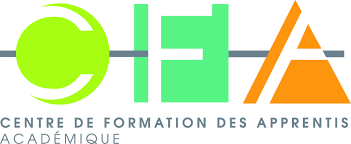 CFA
CENTRE DE FORMATION DES APPRENTIS
ACADÉMIQUE